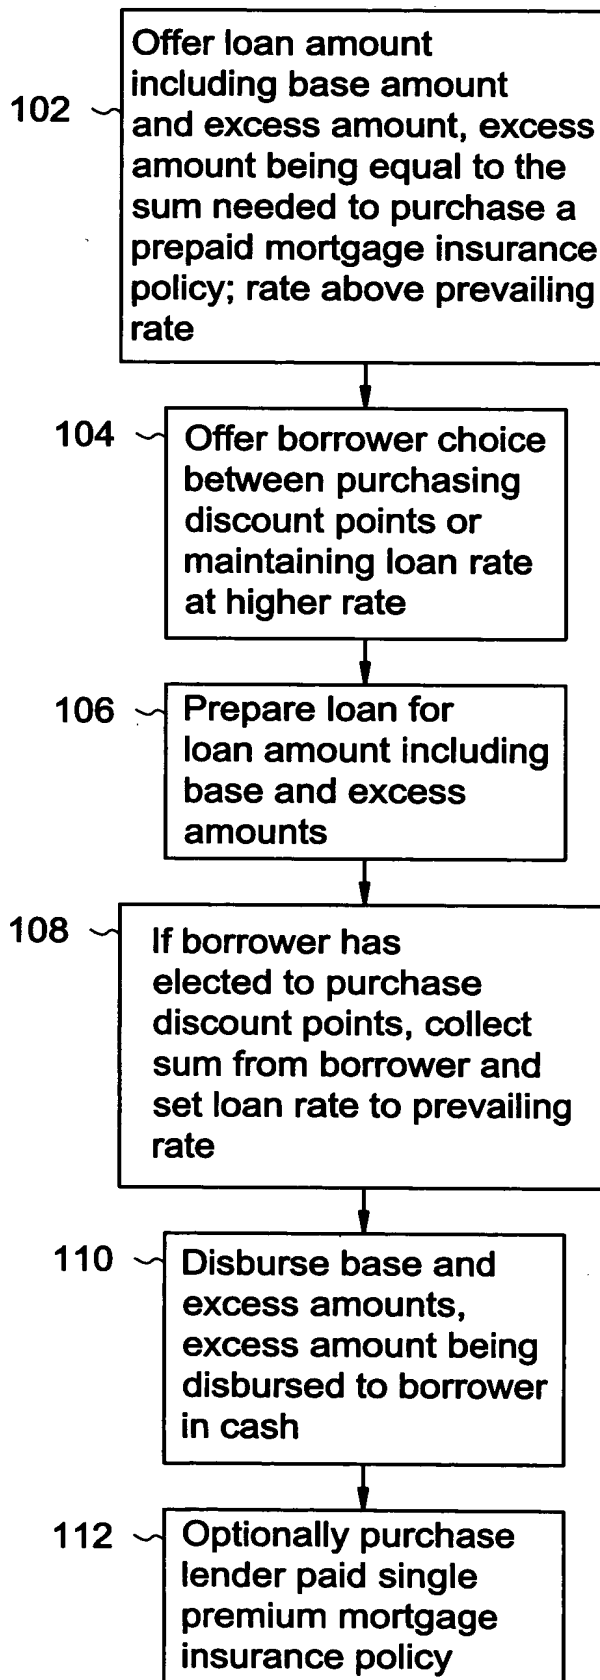 102
Offer loan amount
including base amount
and excess amount, excess
amount being equal to the
sum needed to purchase a
prepaid mortgage insurance
policy; rate above prevailing
rate
104
Offer borrower choice
between purchasing
discount points or
maintaining loan rate
at higher rate
106
Prepare loan for
loan amount including
base and excess
amounts
108
If borrower has
elected to purchase
discount points, collect
sum from borrower and
set loan rate to prevailing
rate
110
Disburse base and
excess amounts,
excess amount being
disbursed to borrower
in cash
112
Optionally purchase
lender paid single
premium mortgage
insurance policy